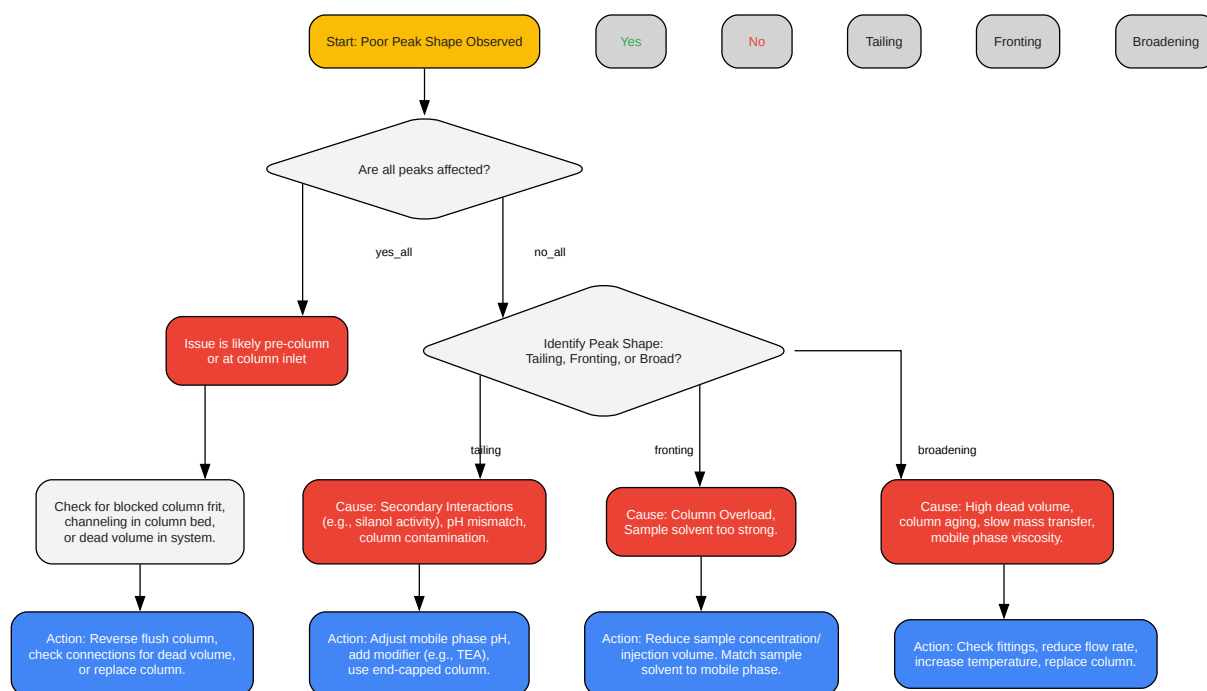 Start: Poor Peak Shape Observed
Yes
No
Tailing
Fronting
Broadening
Are all peaks affected?
yes_all
no_all
Issue is likely pre-column
or at column inlet
Identify Peak Shape:
Tailing, Fronting, or Broad?
tailing
fronting
broadening
Check for blocked column frit,
channeling in column bed,
or dead volume in system.
Cause: Secondary Interactions
(e.g., silanol activity), pH mismatch,
column contamination.
Cause: Column Overload,
Sample solvent too strong.
Cause: High dead volume,
column aging, slow mass transfer,
mobile phase viscosity.
Action: Reverse flush column,
check connections for dead volume,
or replace column.
Action: Adjust mobile phase pH,
add modifier (e.g., TEA),
use end-capped column.
Action: Reduce sample concentration/
injection volume. Match sample
solvent to mobile phase.
Action: Check fittings, reduce flow rate,
increase temperature, replace column.